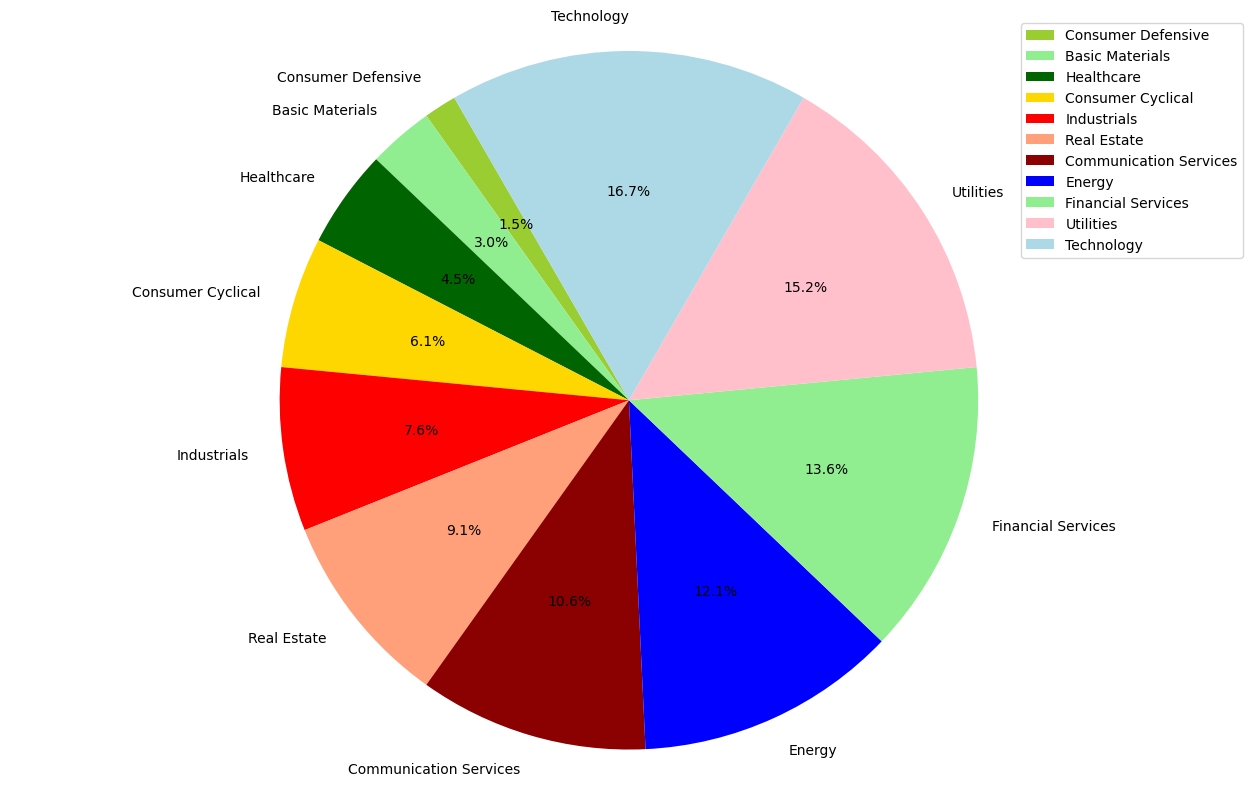 Technology
Consumer Defensive
Basic Materials
Healthcare
Consumer Cyclical
Industrials
Real Estate
Communication Services
Energy
Financial Services
Utilities
16.7%
1.5%
3.0%
4.5%
6.1%
7.6%
9.1%
10.6%
12.1%
13.6%
15.2%
Consumer Defensive
Basic Materials
Healthcare
Consumer Cyclical
Industrials
Real Estate
Communication Services
Energy
Financial Services
Utilities
Technology